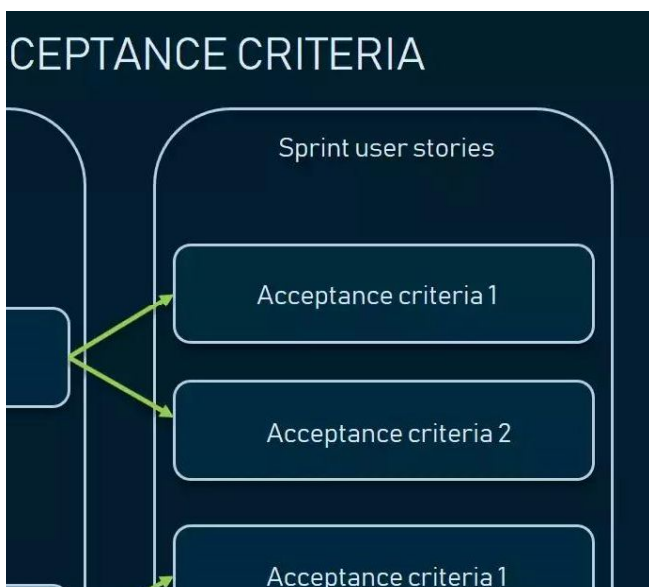 CEPTANCE CRITERIA
Sprint user stories
Acceptance criteria 1
Acceptance criteria 2
Acceptance criteria 1